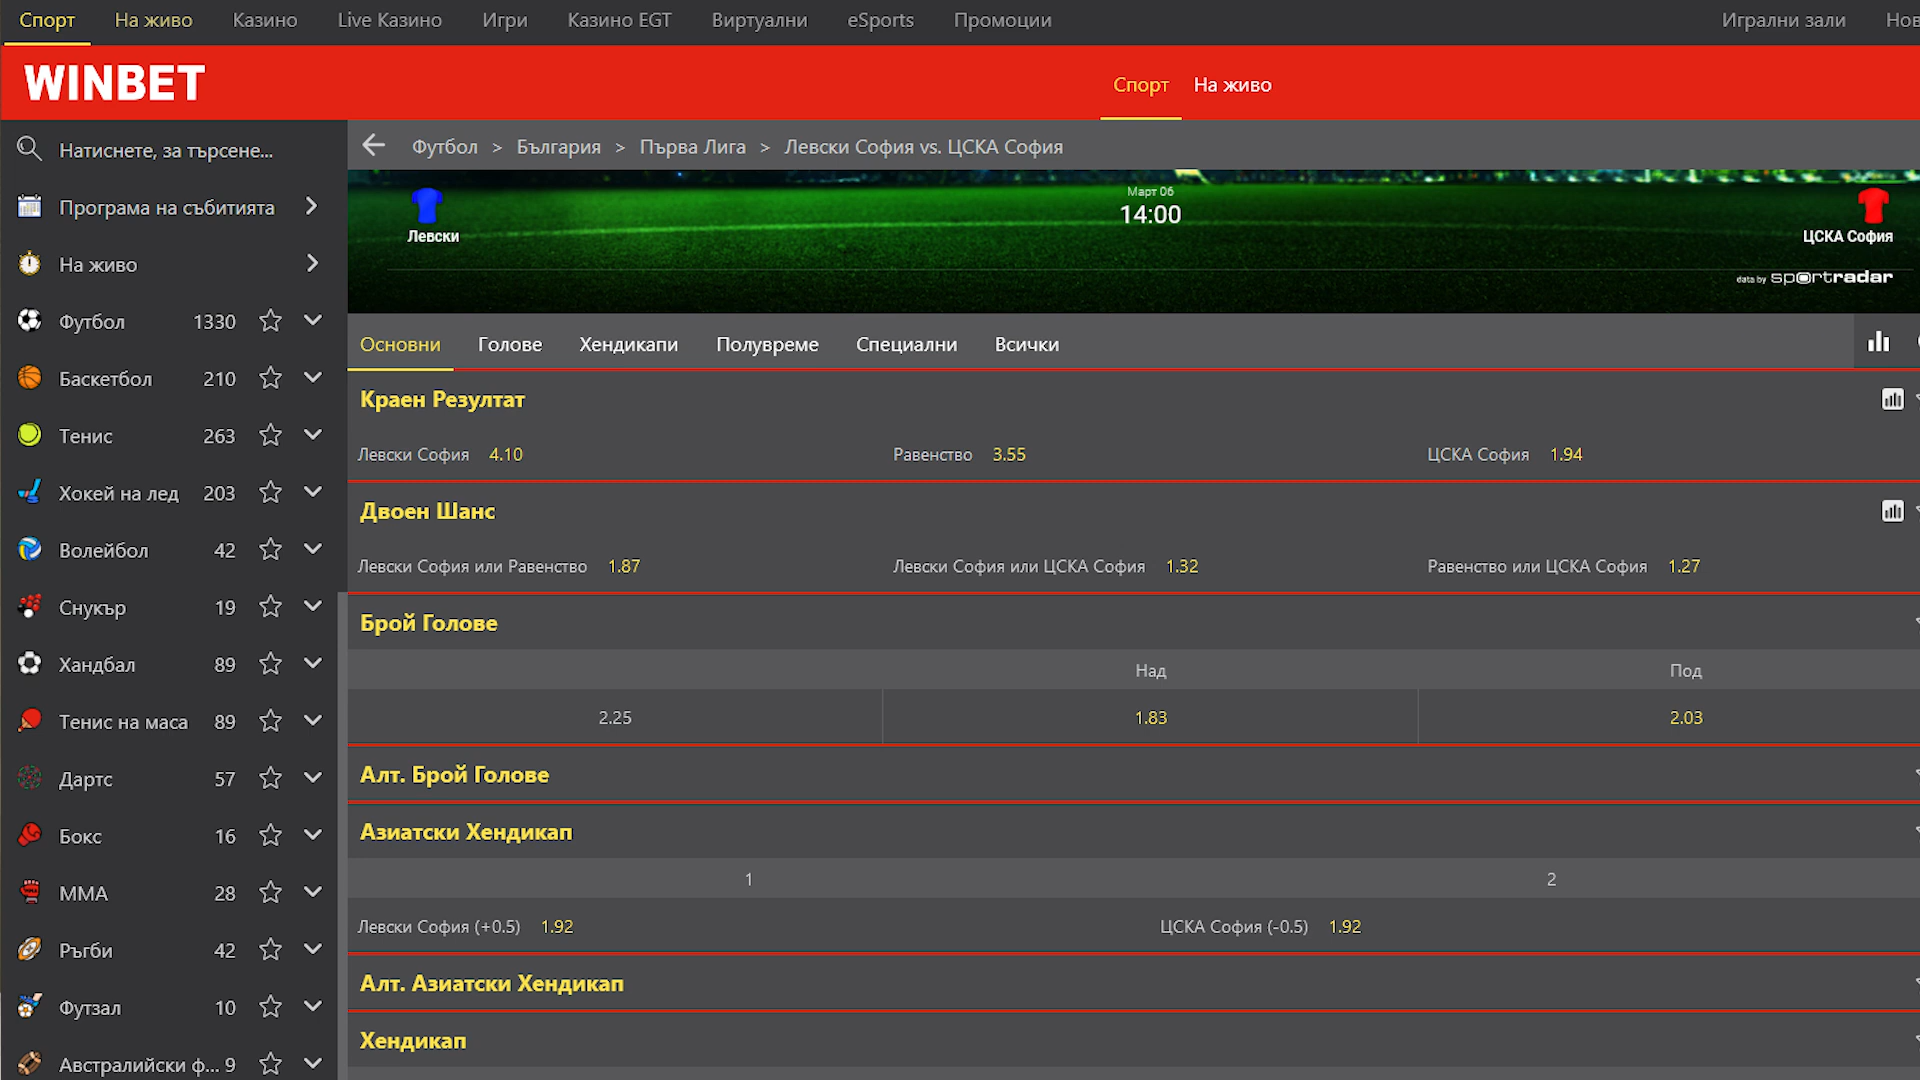 Спорт На живо Казино Live Казино Игри Казино EGT Виртуални eSports Промоции Игрални зали
WINBET
Спорт На живо
Натиснете, за търсене...
Програма на събитията
На живо
Футбол 1330
Баскетбол 210
Тенис 263
Хокей на лед 203
Волейбол 42
Снукър 19
Хандбал 89
Тенис на маса 89
Дартс 57
Бокс 16
ММА 28
Ръгби 42
Футзал 10
Австралийски ф... 9
Футбол > България > Първа Лига > Левски София vs. ЦСКА София
Март 06
14:00
Левски
ЦСКА София
data by sportradar
Основни Голове Хендикапи Полувреме Специални Всички
Краен Резултат
Левски София 4.10 Равенство 3.55 ЦСКА София 1.94
Двоен Шанс
Левски София или Равенство 1.87 Левски София или ЦСКА София 1.32 Равенство или ЦСКА София 1.27
Брой Голове
Над Под
2.25 1.83 2.03
Алт. Брой Голове
Азиатски Хендикап
1 2
Левски София (+0.5) 1.92 ЦСКА София (-0.5) 1.92
Алт. Азиатски Хендикап
Хендикап